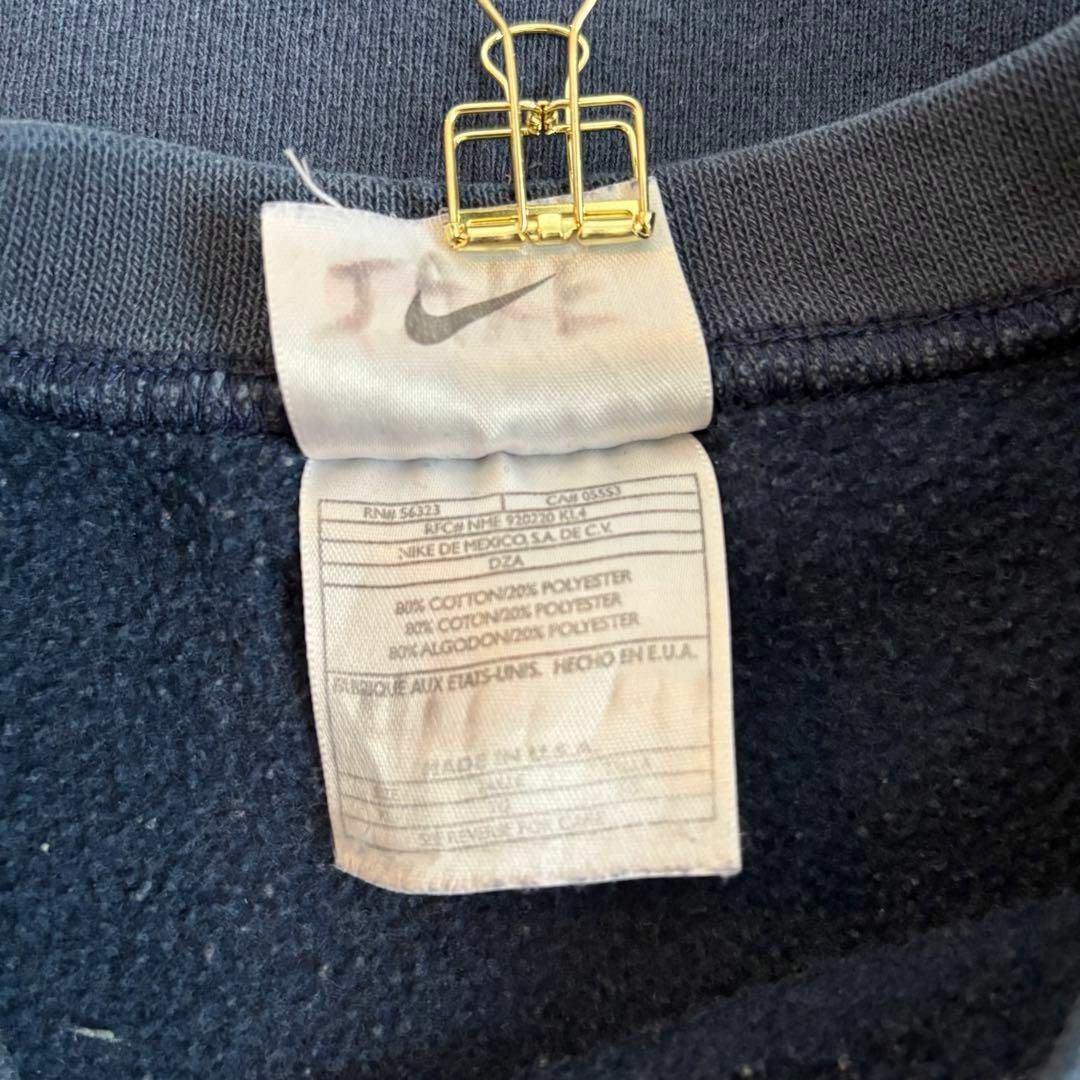 JAKE
RN# 56323 CA# 05553
RFC# NME 920220 KL4
NIKE DE MEXICO, S.A. DE C.V.
DZA
80% COTTON/20% POLYESTER
80% COTON/20% POLYESTER
80% ALGODON/20% POLYESTER
FABRIQUE AUX ETATS-UNIS. HECHO EN E.U.A.
MADE IN U.S.A.
TAILLE TALLA
SEE REVERSE FOR CARE